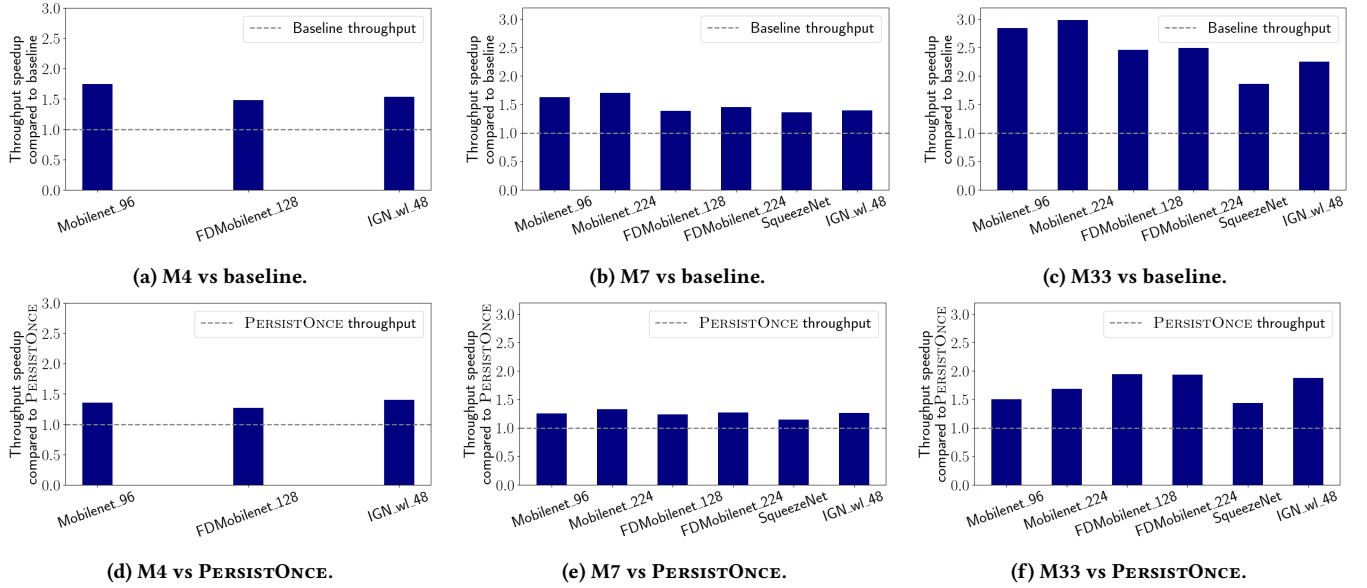 Throughput speedup
compared to baseline
3.0
2.5
2.0
1.5
1.0
0.5
0.0
Baseline throughput
Mobilenet_96
FDMobilenet_128
IGN_wl_48
(a) M4 vs baseline.
Throughput speedup
compared to baseline
3.0
2.5
2.0
1.5
1.0
0.5
0.0
Baseline throughput
Mobilenet_96
Mobilenet_224
FDMobilenet_128
FDMobilenet_224
SqueezeNet
IGN_wl_48
(b) M7 vs baseline.
Throughput speedup
compared to baseline
3.0
2.5
2.0
1.5
1.0
0.5
0.0
Baseline throughput
Mobilenet_96
Mobilenet_224
FDMobilenet_128
FDMobilenet_224
SqueezeNet
IGN_wl_48
(c) M33 vs baseline.
Throughput speedup
compared to PERSISTONCE
3.0
2.5
2.0
1.5
1.0
0.5
0.0
PERSISTONCE throughput
Mobilenet_96
FDMobilenet_128
IGN_wl_48
(d) M4 vs PERSISTONCE.
Throughput speedup
compared to PERSISTONCE
3.0
2.5
2.0
1.5
1.0
0.5
0.0
PERSISTONCE throughput
Mobilenet_96
Mobilenet_224
FDMobilenet_128
FDMobilenet_224
SqueezeNet
IGN_wl_48
(e) M7 vs PERSISTONCE.
Throughput speedup
compared toPERSISTONCE
3.0
2.5
2.0
1.5
1.0
0.5
0.0
PERSISTONCE throughput
Mobilenet_96
Mobilenet_224
FDMobilenet_128
FDMobilenet_224
SqueezeNet
IGN_wl_48
(f) M33 vs PERSISTONCE.